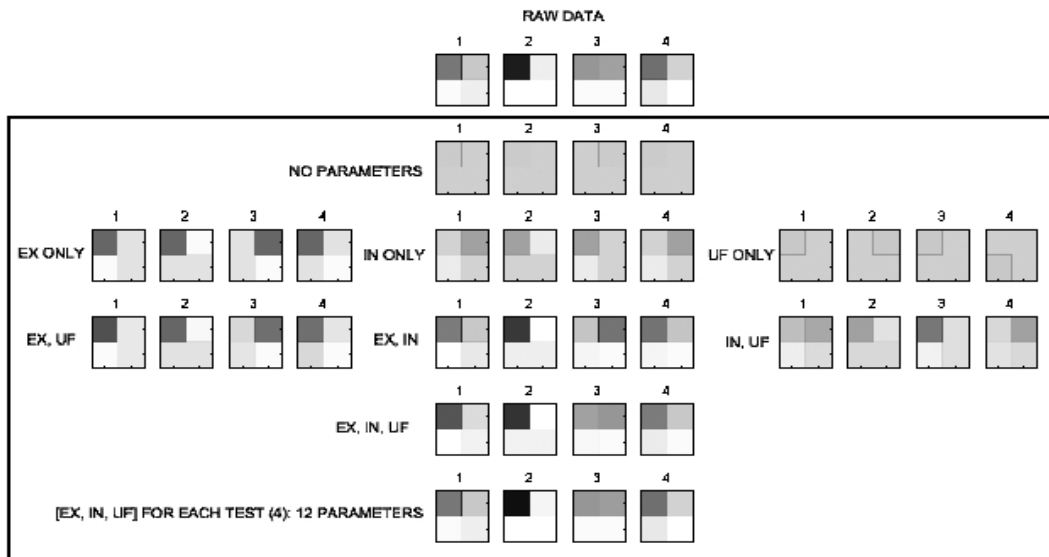 RAW DATA
1 2 3 4
1 2 3 4
NO PARAMETERS
1 2 3 4 1 2 3 4 1 2 3 4
EX ONLY IN ONLY UF ONLY
1 2 3 4 1 2 3 4 1 2 3 4
EX, UF EX, IN IN, UF
1 2 3 4
EX, IN, UF
1 2 3 4
[EX, IN, UF] FOR EACH TEST (4): 12 PARAMETERS